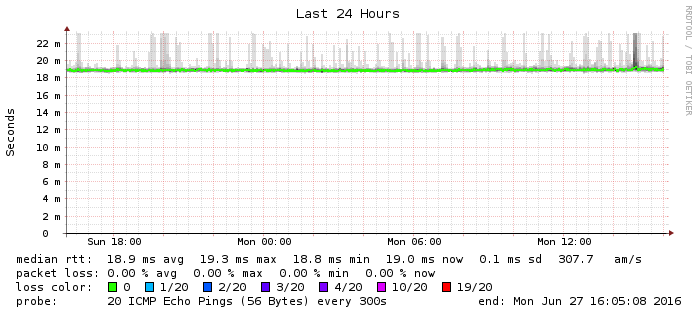 Last 24 Hours
RRDTOOL / TOBI OETIKER
Seconds
22 m
20 m
18 m
16 m
14 m
12 m
10 m
8 m
6 m
4 m
2 m
0
Sun 18:00 Mon 00:00 Mon 06:00 Mon 12:00
median rtt: 18.9 ms avg 19.3 ms max 18.8 ms min 19.0 ms now 0.1 ms sd 307.7 am/s
packet loss: 0.00 % avg 0.00 % max 0.00 % min 0.00 % now
loss color: 0 1/20 2/20 3/20 4/20 10/20 19/20
probe: 20 ICMP Echo Pings (56 Bytes) every 300s end: Mon Jun 27 16:05:08 2016